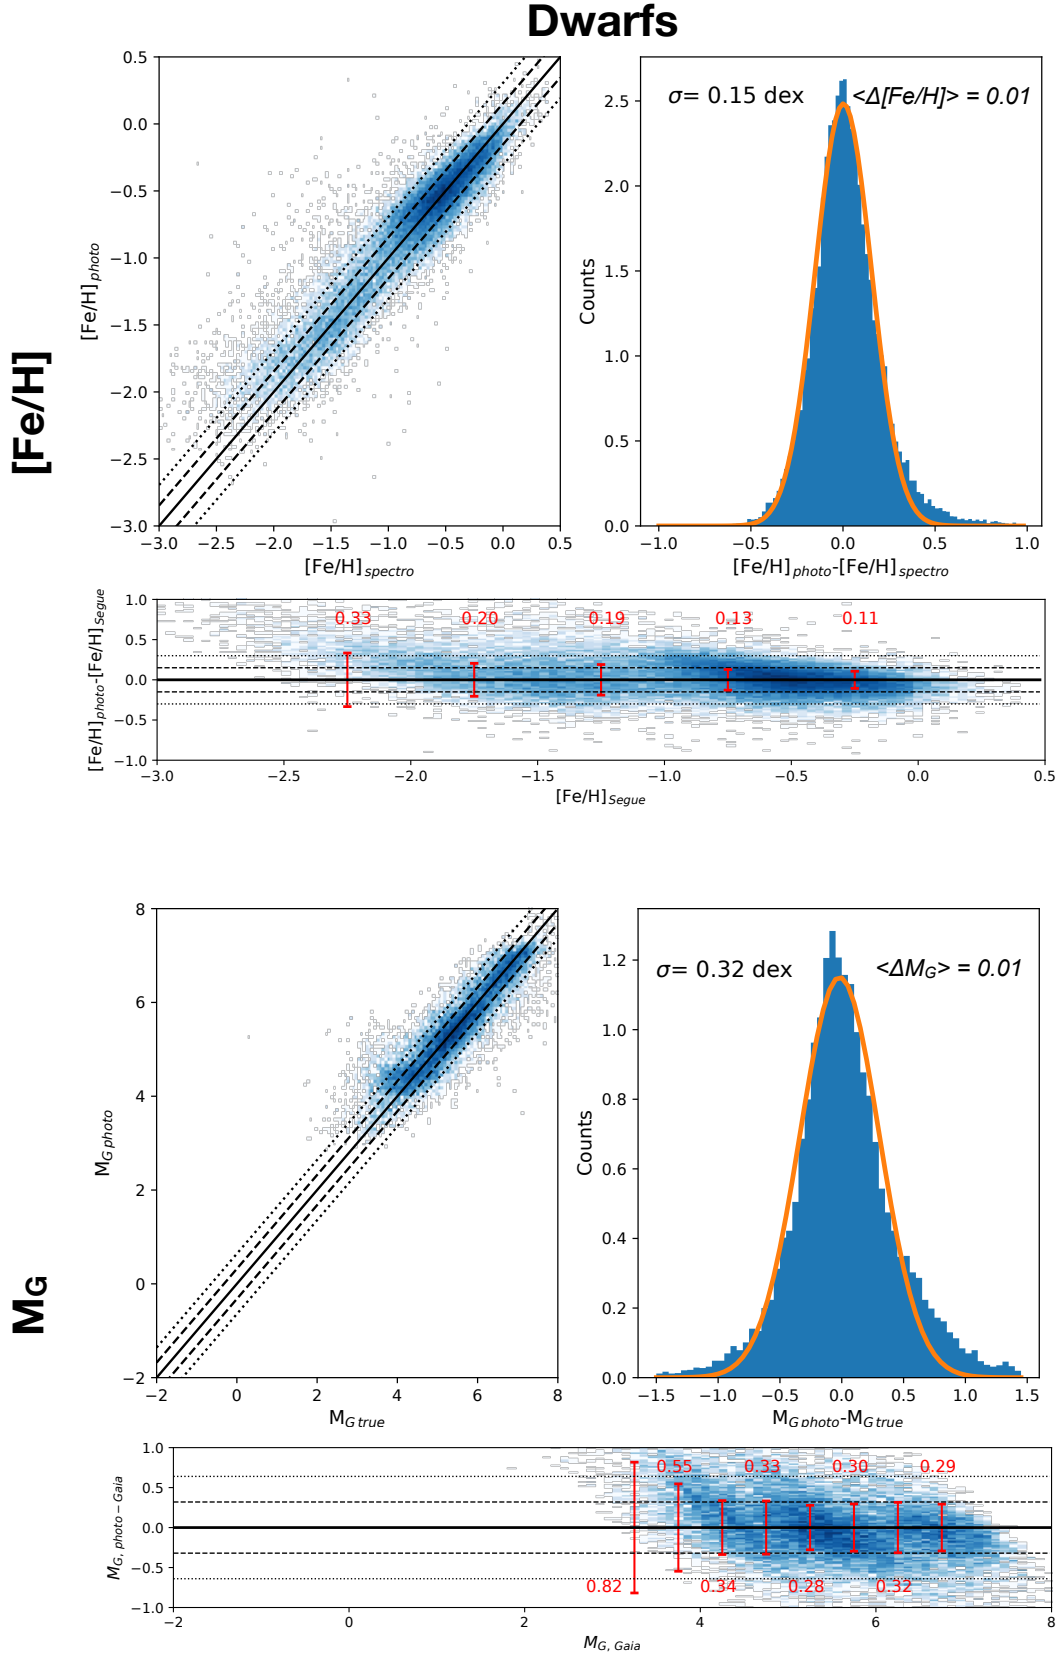 Dwarfs
[Fe/H]
0.5
0.0
−0.5
−1.0
−1.5
−2.0
−2.5
−3.0
[Fe/H]photo
−3.0 −2.5 −2.0 −1.5 −1.0 −0.5 0.0 0.5
[Fe/H]spectro
σ= 0.15 dex <Δ[Fe/H]> = 0.01
2.5
2.0
1.5
1.0
0.5
0.0
Counts
−1.0 −0.5 0.0 0.5 1.0
[Fe/H]photo-[Fe/H]spectro
1.0
0.5
0.0
−0.5
−1.0
[Fe/H]photo-[Fe/H]Segue
0.33 0.20 0.19 0.13 0.11
−3.0 −2.5 −2.0 −1.5 −1.0 −0.5 0.0 0.5
[Fe/H]Segue
MG
8
6
4
2
0
−2
MG photo
−2 0 2 4 6 8
MG true
σ= 0.32 dex <ΔMG> = 0.01
1.2
1.0
0.8
0.6
0.4
0.2
0.0
Counts
−1.5 −1.0 −0.5 0.0 0.5 1.0 1.5
MG photo-MG true
1.0
0.5
0.0
−0.5
−1.0
MG, photo−Gaia
0.55 0.33 0.30 0.29
0.82 0.34 0.28 0.32
−2 0 2 4 6 8
MG, Gaia